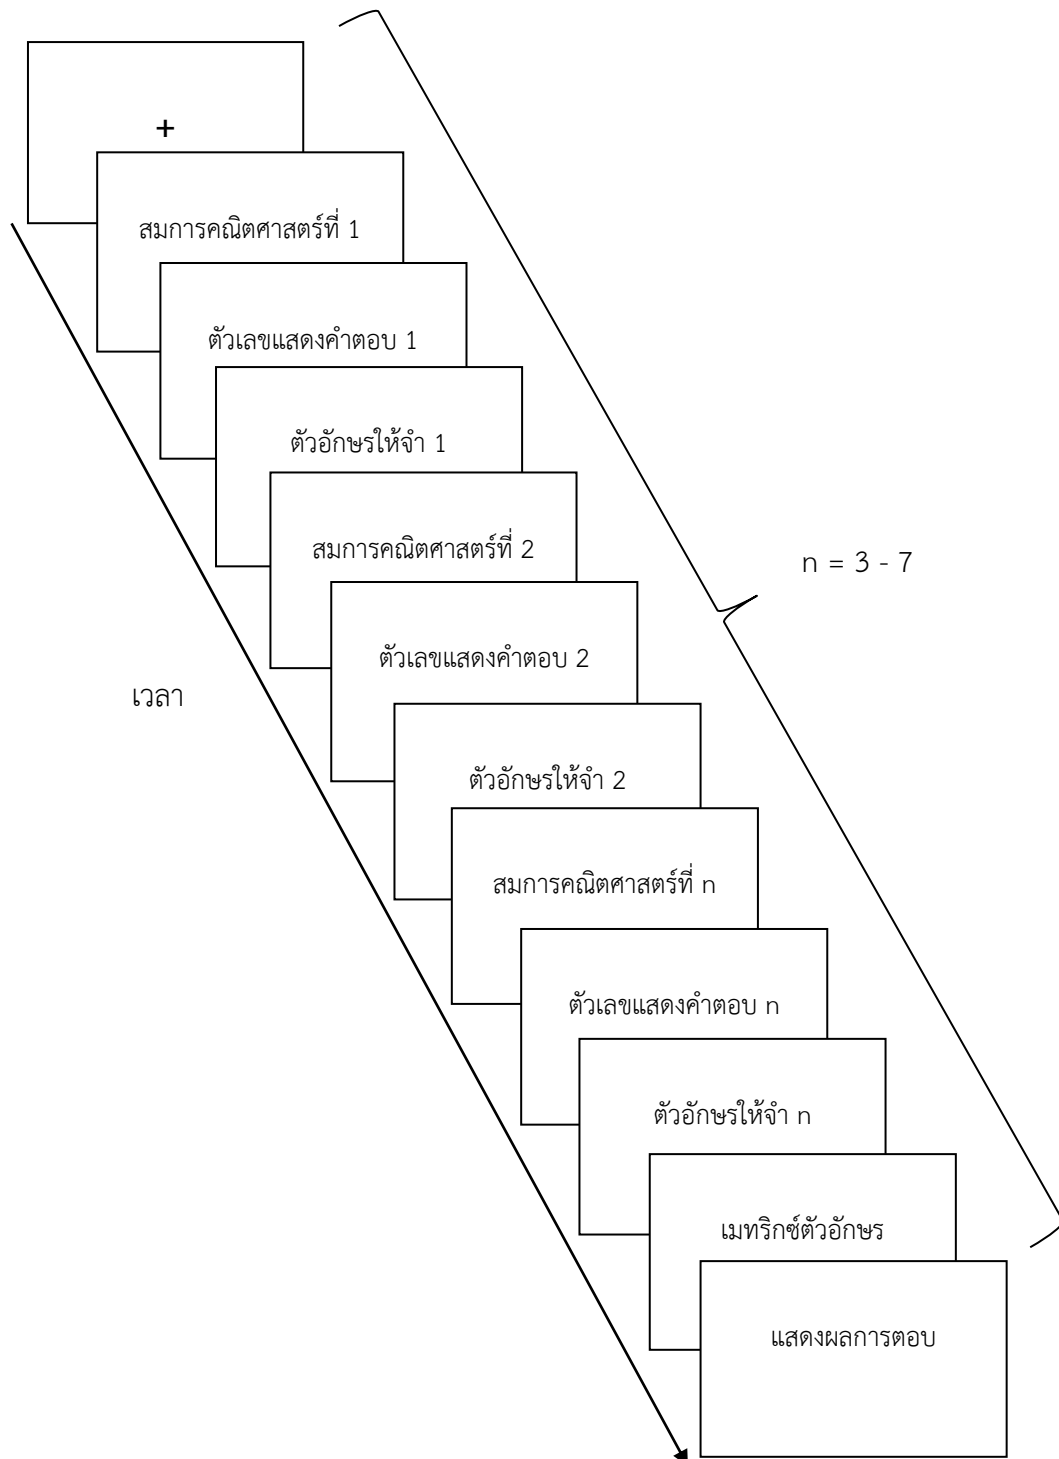 +
สมการคณิตศาสตร์ที่ 1
ตัวเลขแสดงคำตอบ 1
ตัวอักษรให้จำ 1
สมการคณิตศาสตร์ที่ 2
n = 3 - 7
ตัวเลขแสดงคำตอบ 2
เวลา
ตัวอักษรให้จำ 2
สมการคณิตศาสตร์ที่ n
ตัวเลขแสดงคำตอบ n
ตัวอักษรให้จำ n
เมทริกซ์ตัวอักษร
แสดงผลการตอบ